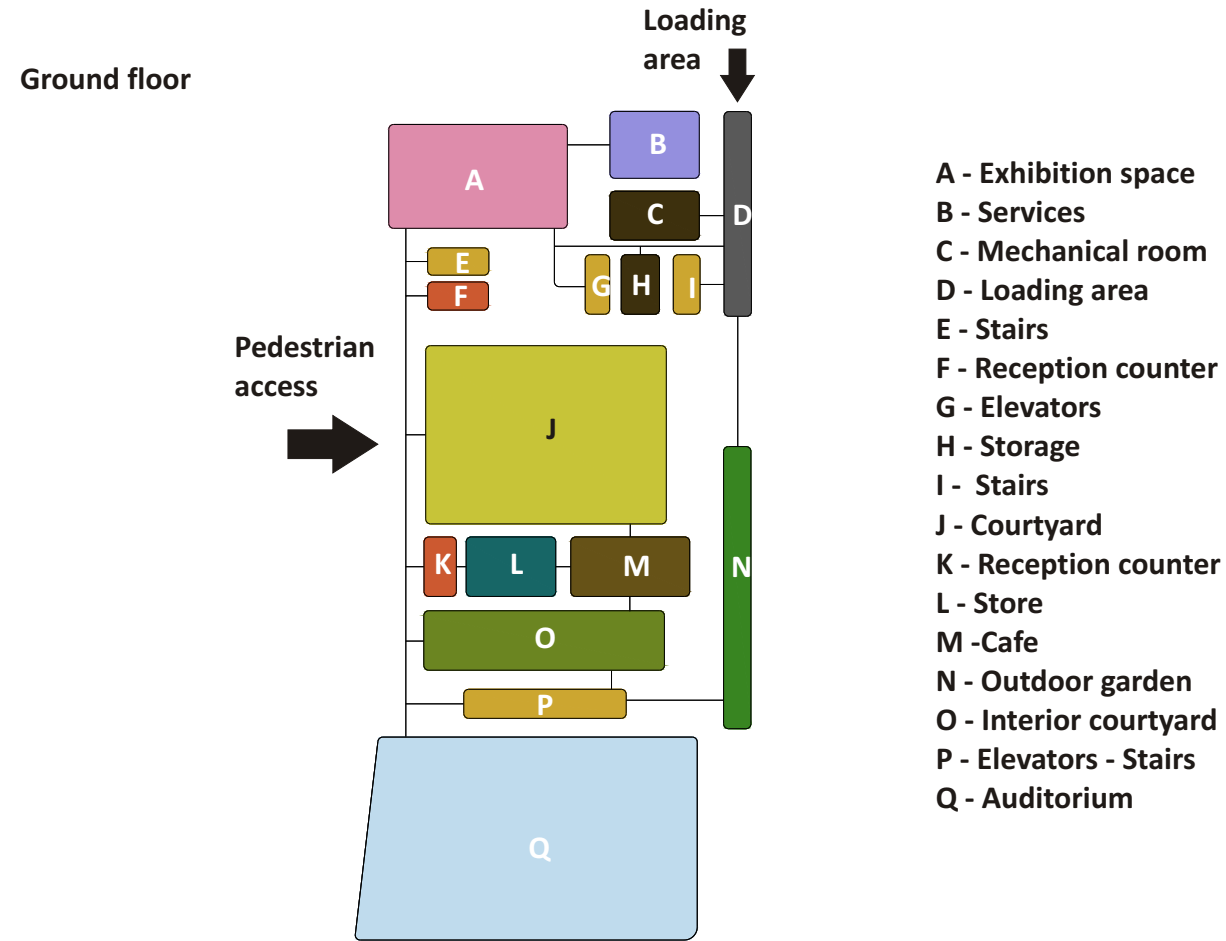 Ground floor
Loading
area
Pedestrian
access
A
B
C
D
E
F
G
H
I
J
K
L
M
N
O
P
Q
A - Exhibition space
B - Services
C - Mechanical room
D - Loading area
E - Stairs
F - Reception counter
G - Elevators
H - Storage
I -  Stairs
J - Courtyard
K - Reception counter
L - Store
M -Cafe
N - Outdoor garden
O - Interior courtyard
P - Elevators - Stairs
Q - Auditorium